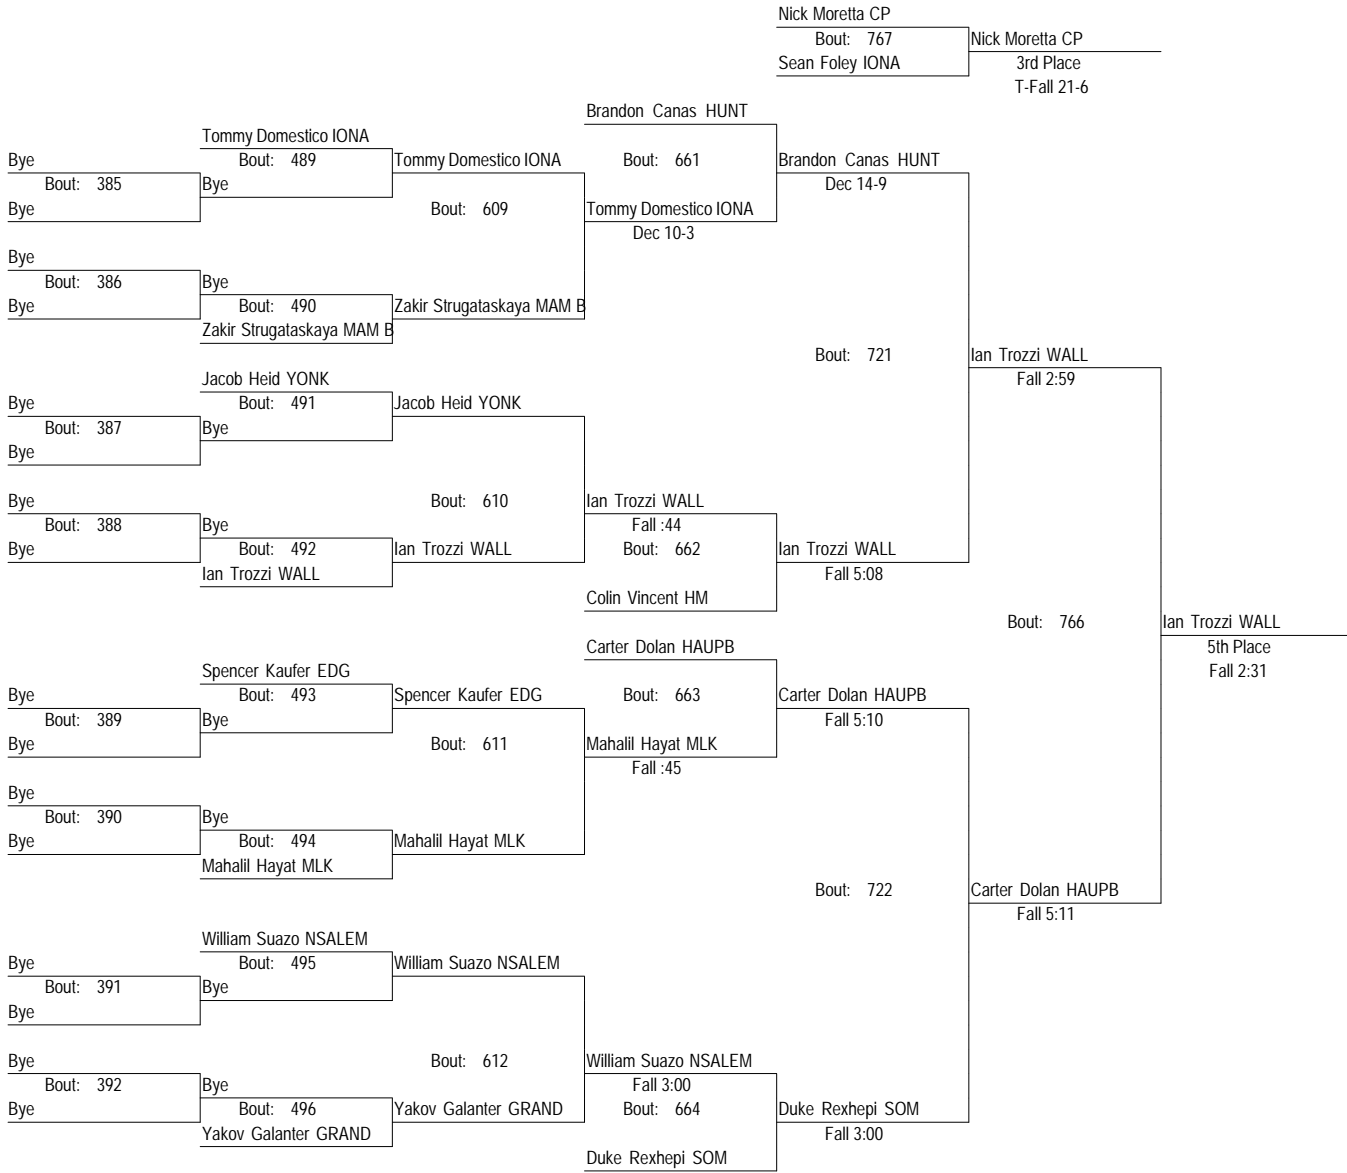 Nick Moretta CP
Bout: 767
Nick Moretta CP
Sean Foley IONA
3rd Place
T-Fall 21-6
Brandon Canas HUNT
Tommy Domestico IONA
Bye
Bout: 489
Tommy Domestico IONA
Bout: 661
Brandon Canas HUNT
Bout: 385
Bye
Dec 14-9
Bye
Bout: 609
Tommy Domestico IONA
Dec 10-3
Bye
Bout: 386
Bye
Bye
Bout: 490
Zakir Strugataskaya MAM B
Zakir Strugataskaya MAM B
Bout: 721
Ian Trozzi WALL
Jacob Heid YONK
Fall 2:59
Bye
Bout: 491
Jacob Heid YONK
Bout: 387
Bye
Bye
Bye
Bout: 610
Ian Trozzi WALL
Bout: 388
Bye
Fall :44
Bye
Bout: 492
Ian Trozzi WALL
Bout: 662
Ian Trozzi WALL
Ian Trozzi WALL
Fall 5:08
Colin Vincent HM
Bout: 766
Ian Trozzi WALL
Carter Dolan HAUPB
5th Place
Spencer Kaufer EDG
Fall 2:31
Bye
Bout: 493
Spencer Kaufer EDG
Bout: 663
Carter Dolan HAUPB
Bout: 389
Bye
Fall 5:10
Bye
Bout: 611
Mahalil Hayat MLK
Fall :45
Bye
Bout: 390
Bye
Bye
Bout: 494
Mahalil Hayat MLK
Mahalil Hayat MLK
Bout: 722
Carter Dolan HAUPB
Fall 5:11
William Suazo NSALEM
Bye
Bout: 495
William Suazo NSALEM
Bout: 391
Bye
Bye
Bye
Bout: 612
William Suazo NSALEM
Bout: 392
Bye
Fall 3:00
Bye
Bout: 496
Yakov Galanter GRAND
Bout: 664
Duke Rexhepi SOM
Yakov Galanter GRAND
Fall 3:00
Duke Rexhepi SOM